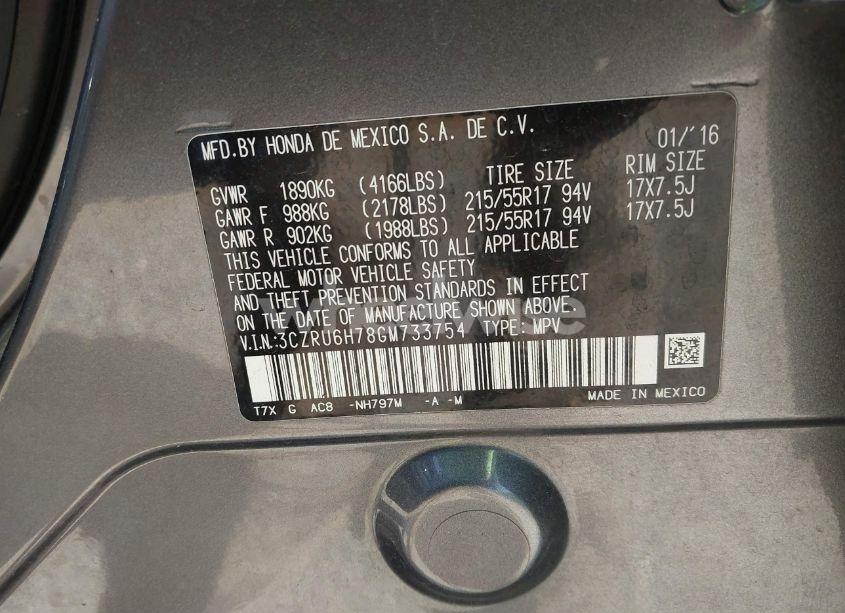 MFD.BY HONDA DE MEXICO S.A. DE C.V. 01/'16
GVWR 1890KG (4166LBS) TIRE SIZE RIM SIZE
GAWR F 988KG (2178LBS) 215/55R17 94V 17X7.5J
GAWR R 902KG (1988LBS) 215/55R17 94V 17X7.5J
THIS VEHICLE CONFORMS TO ALL APPLICABLE
FEDERAL MOTOR VEHICLE SAFETY
AND THEFT PREVENTION STANDARDS IN EFFECT
ON THE DATE OF MANUFACTURE SHOWN ABOVE.
V.I.N.:3CZRU6H78GM733754 TYPE: MPV
T7X G AC8 -NH797M -A -M MADE IN MEXICO